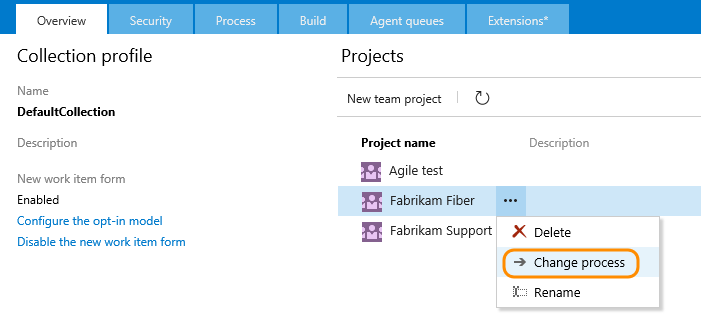 Overview
Security
Process
Build
Agent queues
Extensions*
Collection profile
Name
DefaultCollection
Description
New work item form
Enabled
Configure the opt-in model
Disable the new work item form
Projects
New team project
Project name
Description
Agile test
Fabrikam Fiber
Fabrikam Support
Delete
Change process
Rename